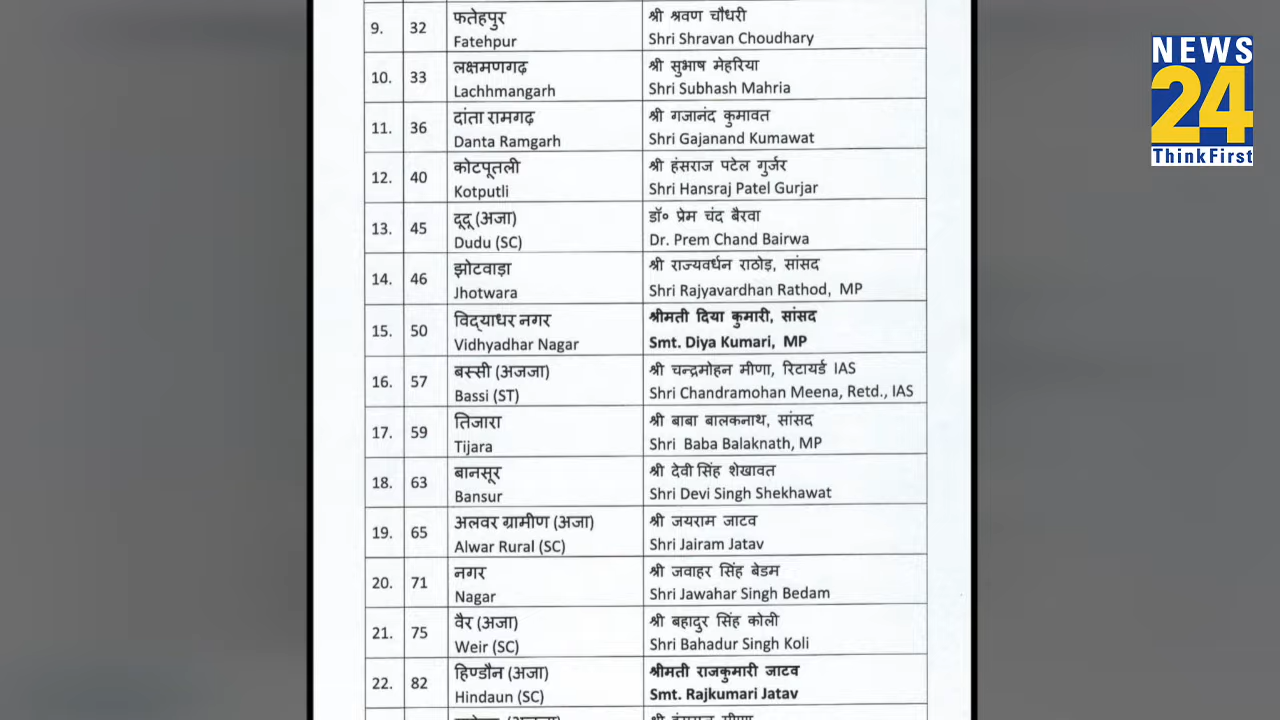 9. 32 फतेहपुर श्री श्रवण चौधरी
Fatehpur Shri Shravan Choudhary
10. 33 लक्षमणगढ़ श्री सुभाष मेहरिया
Lachhmangarh Shri Subhash Mahria
11. 36 दांता रामगढ़ श्री गजानंद कुमावत
Danta Ramgarh Shri Gajanand Kumawat
12. 40 कोटपूतली श्री हंसराज पटेल गुर्जर
Kotputli Shri Hansraj Patel Gurjar
13. 45 दूदू (अजा) डॉ० प्रेम चंद बैरवा
Dudu (SC) Dr. Prem Chand Bairwa
14. 46 झोटवाड़ा श्री राज्यवर्धन राठोड़, सांसद
Jhotwara Shri Rajyavardhan Rathod, MP
15. 50 विद्याधर नगर श्रीमती दिया कुमारी, सांसद
Vidhyadhar Nagar Smt. Diya Kumari, MP
16. 57 बस्सी (अजजा) श्री चन्द्रमोहन मीणा, रिटायर्ड IAS
Bassi (ST) Shri Chandramohan Meena, Retd., IAS
17. 59 तिजारा श्री बाबा बालकनाथ, सांसद
Tijara Shri Baba Balaknath, MP
18. 63 बानसूर श्री देवी सिंह शेखावत
Bansur Shri Devi Singh Shekhawat
19. 65 अलवर ग्रामीण (अजा) श्री जयराम जाटव
Alwar Rural (SC) Shri Jairam Jatav
20. 71 नगर श्री जवाहर सिंह बेडम
Nagar Shri Jawahar Singh Bedam
21. 75 वैर (अजा) श्री बहादुर सिंह कोली
Weir (SC) Shri Bahadur Singh Koli
22. 82 हिण्डौन (अजा) श्रीमती राजकुमारी जाटव
Hindaun (SC) Smt. Rajkumari Jatav
NEWS
24
ThinkFirst